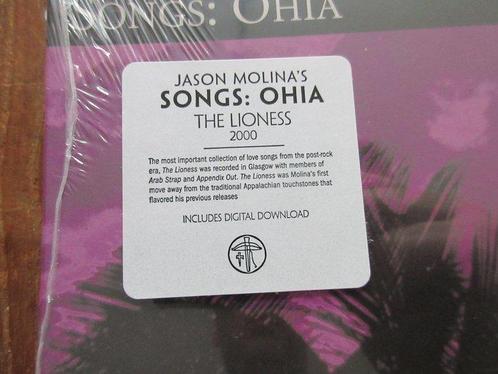 SONGS: OHIA
JASON MOLINA'S
SONGS: OHIA
THE LIONESS
2000
The most important collection of love songs from the post-rock
era, The Lioness was recorded in Glasgow with members of
Arab Strap and Appendix Out. The Lioness was Molina's first
move away from the traditional Appalachian touchstones that
flavored his previous releases
INCLUDES DIGITAL DOWNLOAD